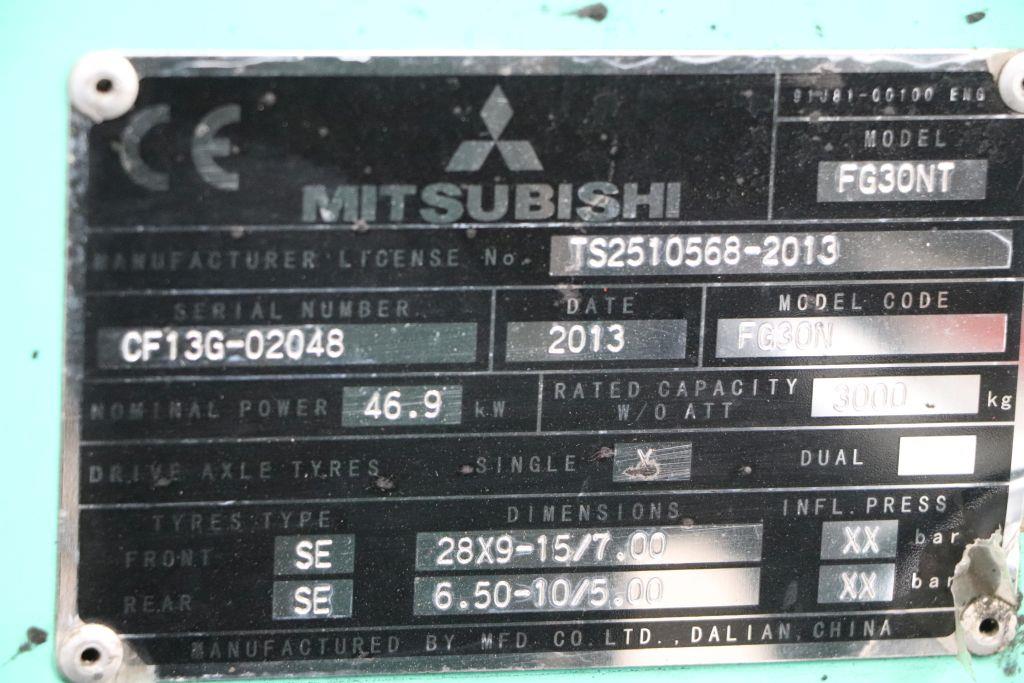 CE
91J81-00100 ENG
MITSUBISHI
MODEL
FG30NT
MANUFACTURER LICENSE No. TS2510568-2013
SERIAL NUMBER DATE MODEL CODE
CF13G-02048 2013 FG30N
NOMINAL POWER 46.9 kW RATED CAPACITY W/O ATT 3000 kg
DRIVE AXLE TYRES SINGLE X DUAL
TYRES TYPE DIMENSIONS INFL. PRESS
FRONT SE 28X9-15/7.00 XX bar
REAR SE 6.50-10/5.00 XX bar
MANUFACTURED BY MFD.CO.LTD.,DALIAN,CHINA